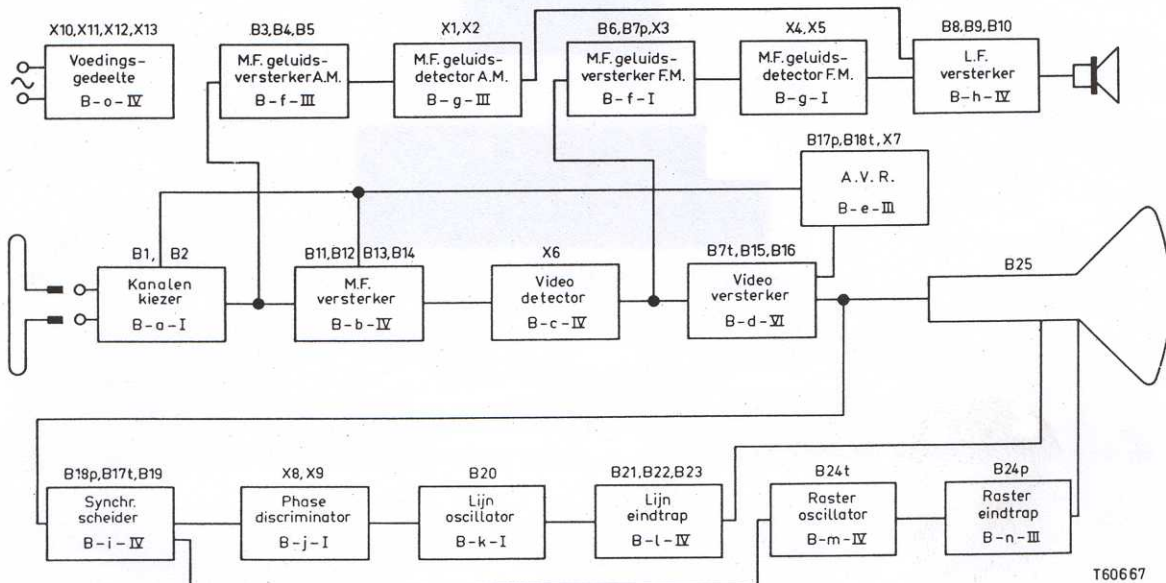 X10,X11,X12,X13
Voedings-
gedeelte
B-o-IV
B3,B4,B5
M.F. geluids-
versterker A.M.
B-f-III
X1, X2
M.F. geluids-
detector A.M.
B-g-III
B6,B7p,X3
M.F. geluids-
versterker F.M.
B-f-I
X4, X5
M.F. geluids-
detector F.M.
B-g-I
B8, B9, B10
L.F.
versterker
B-h-IV
B17p,B18t, X7
A.V.R.
B-e-III
B1, B2
Kanalen
kiezer
B-a-I
B11,B12 B13,B14
M.F.
versterker
B-b-IV
X6
Video
detector
B-c-IV
B7t, B15, B16
Video
versterker
B-d-VI
B25
B18p,B17t,B19
Synchr.
scheider
B-i-IV
X8, X9
Phase
discriminator
B-j-I
B20
Lijn
oscillator
B-k-I
B21, B22, B23
Lijn
eindtrap
B-l-IV
B24t
Raster
oscillator
B-m-IV
B24p
Raster
eindtrap
B-n-III
T60667